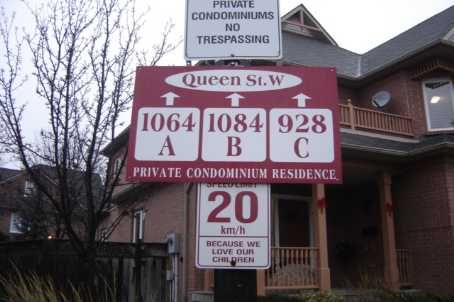 PRIVATE
CONDOMINIUMS
NO
TRESPASSING
Queen St. W
1064 1084 928
A B C
PRIVATE CONDOMINIUM RESIDENCE.
SPEED LIMIT
20
km/h
BECAUSE WE
LOVE OUR
CHILDREN